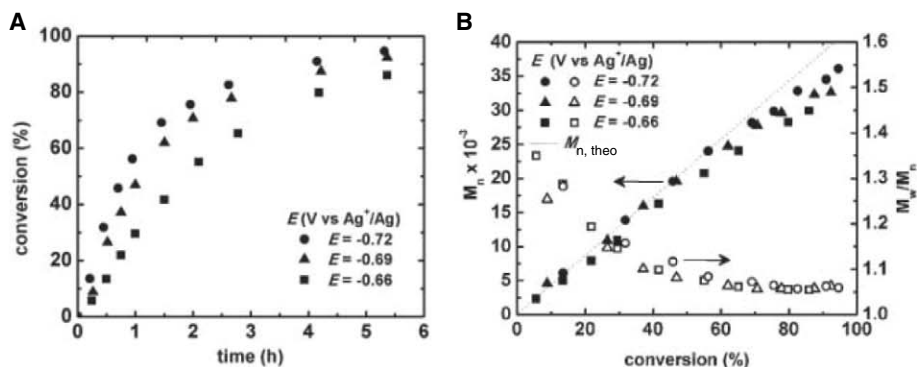 A
conversion (%)
100
80
60
40
20
0
0 1 2 3 4 5 6
time (h)
E (V vs Ag⁺/Ag)
E = -0.72
E = -0.69
E = -0.66
B
Mₙ x 10⁻³
40
35
30
25
20
15
10
5
0
E (V vs Ag⁺/Ag)
E = -0.72
E = -0.69
E = -0.66
Mn, theo
1.6
1.5
1.4
1.3
1.2
1.1
1.0
M_w/M_n
0 20 40 60 80 100
conversion (%)